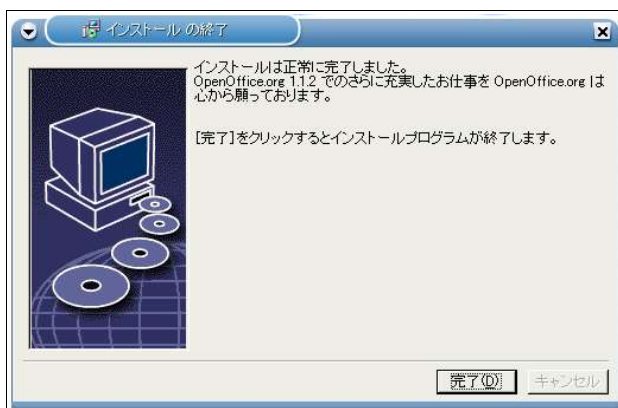 インストール の終了
インストールは正常に完了しました。
OpenOffice.org 1.1.2 でのさらに充実したお仕事を OpenOffice.org は
心から願っております。
[完了]をクリックするとインストールプログラムが終了します。
完了(D)
キャンセル